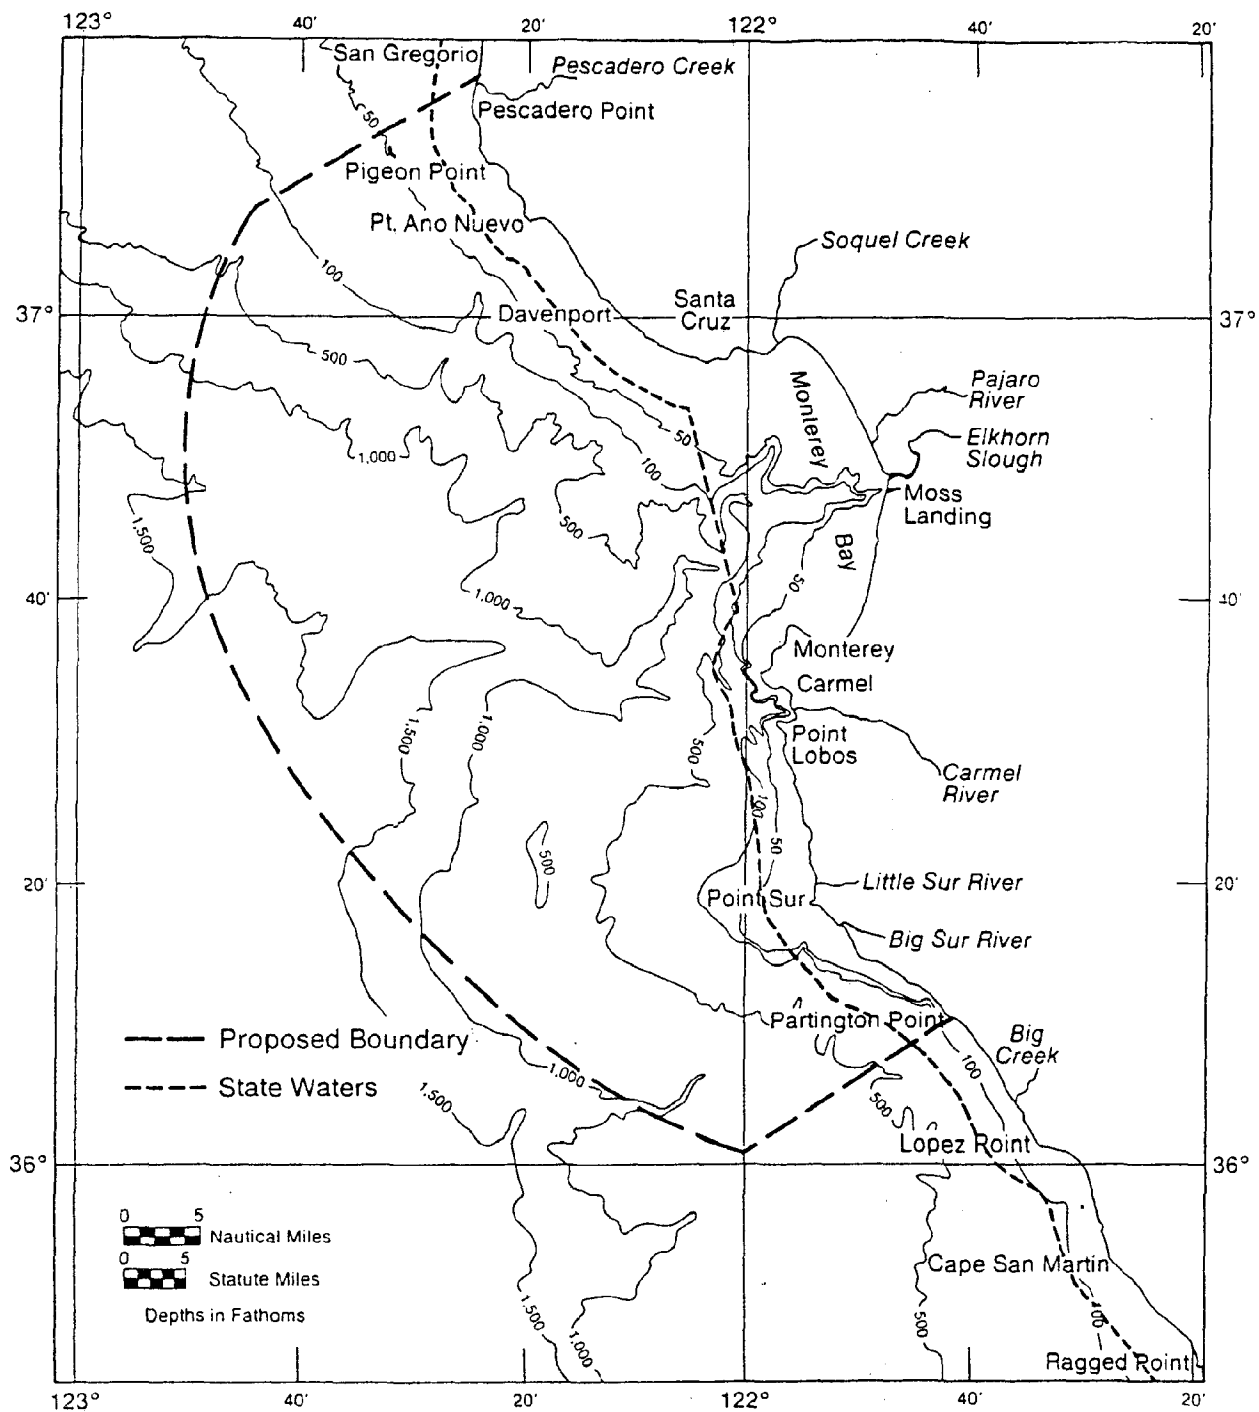 123°
40'
20'
122°
40'
20'
San Gregorio
Pescadero Creek
Pescadero Point
50
Pigeon Point
Pt. Ano Nuevo
Soquel Creek
100
Santa
Cruz
37°
Davenport
37°
500
Monterey
Pajaro
River
50
Elkhorn
Slough
1,000
100
Moss
Landing
1,500
500
Bay
50
40'
1,000
40'
Monterey
Carmel
1,500
1,000
500
Point
Lobos
Carmel
River
100
50
500
20'
Little Sur River
20'
Point Sur
Big Sur River
Partington Point
Big
Creek
Proposed Boundary
100
State Waters
1,000
1,500
500
Lopez Point
36°
36°
0 5
Nautical Miles
0 5
Statute Miles
Depths in Fathoms
Cape San Martin
1,500
1,000
500
100
Ragged Point
123°
40'
20'
122°
40'
20'